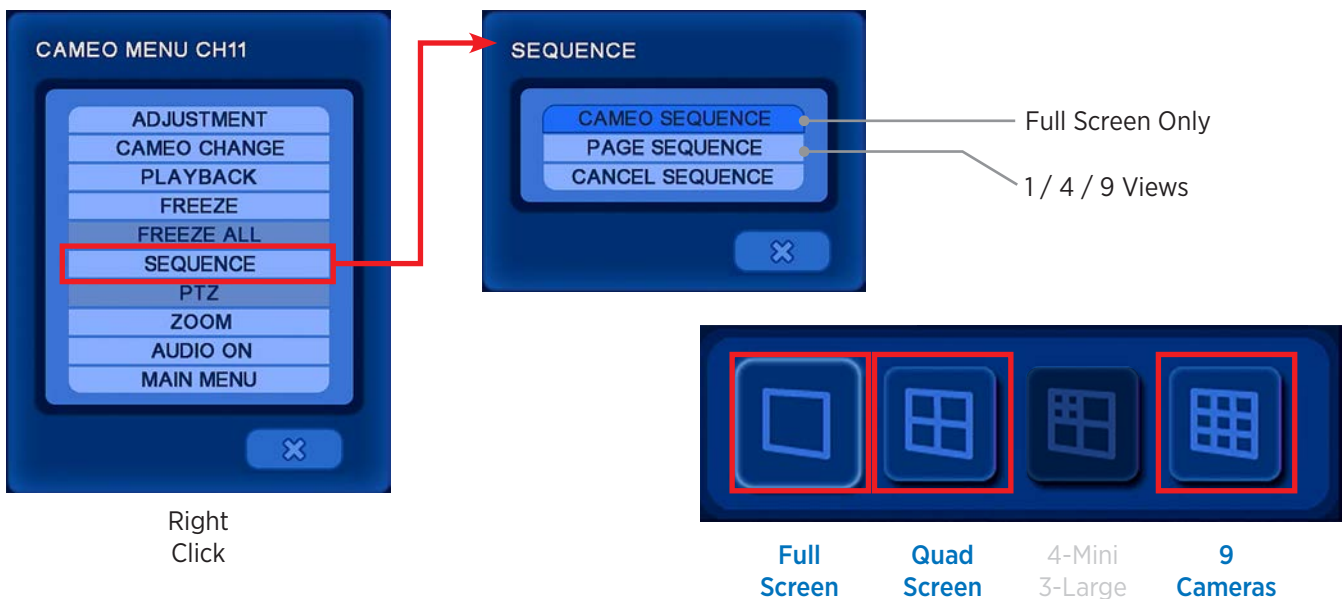 CAMEO MENU CH11
ADJUSTMENT
CAMEO CHANGE
PLAYBACK
FREEZE
FREEZE ALL
SEQUENCE
PTZ
ZOOM
AUDIO ON
MAIN MENU
Right
Click
SEQUENCE
CAMEO SEQUENCE
PAGE SEQUENCE
CANCEL SEQUENCE
Full Screen Only
1 / 4 / 9 Views
Full
Screen
Quad
Screen
4-Mini
3-Large
9
Cameras